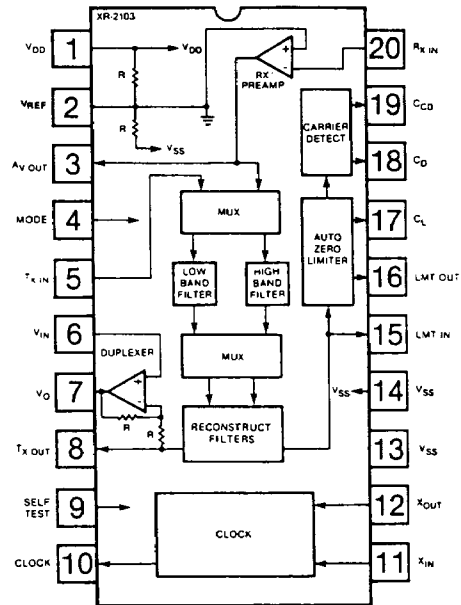 XR-2103
VDD
1
VDD
R
+
-
RX
PREAMP
20
RX IN
VREF
2
R
VSS
19
CCD
CARRIER
DETECT
AV OUT
3
18
CD
MODE
4
MUX
17
CL
AUTO
ZERO
LIMITER
TX IN
5
LOW
BAND
FILTER
HIGH
BAND
FILTER
16
LMT OUT
VIN
6
DUPLEXER
MUX
15
LMT IN
VO
7
+
-
R
R
VSS
14
VSS
TX OUT
8
RECONSTRUCT
FILTERS
13
VSS
SELF
TEST
9
12
XOUT
CLOCK
10
CLOCK
11
XIN